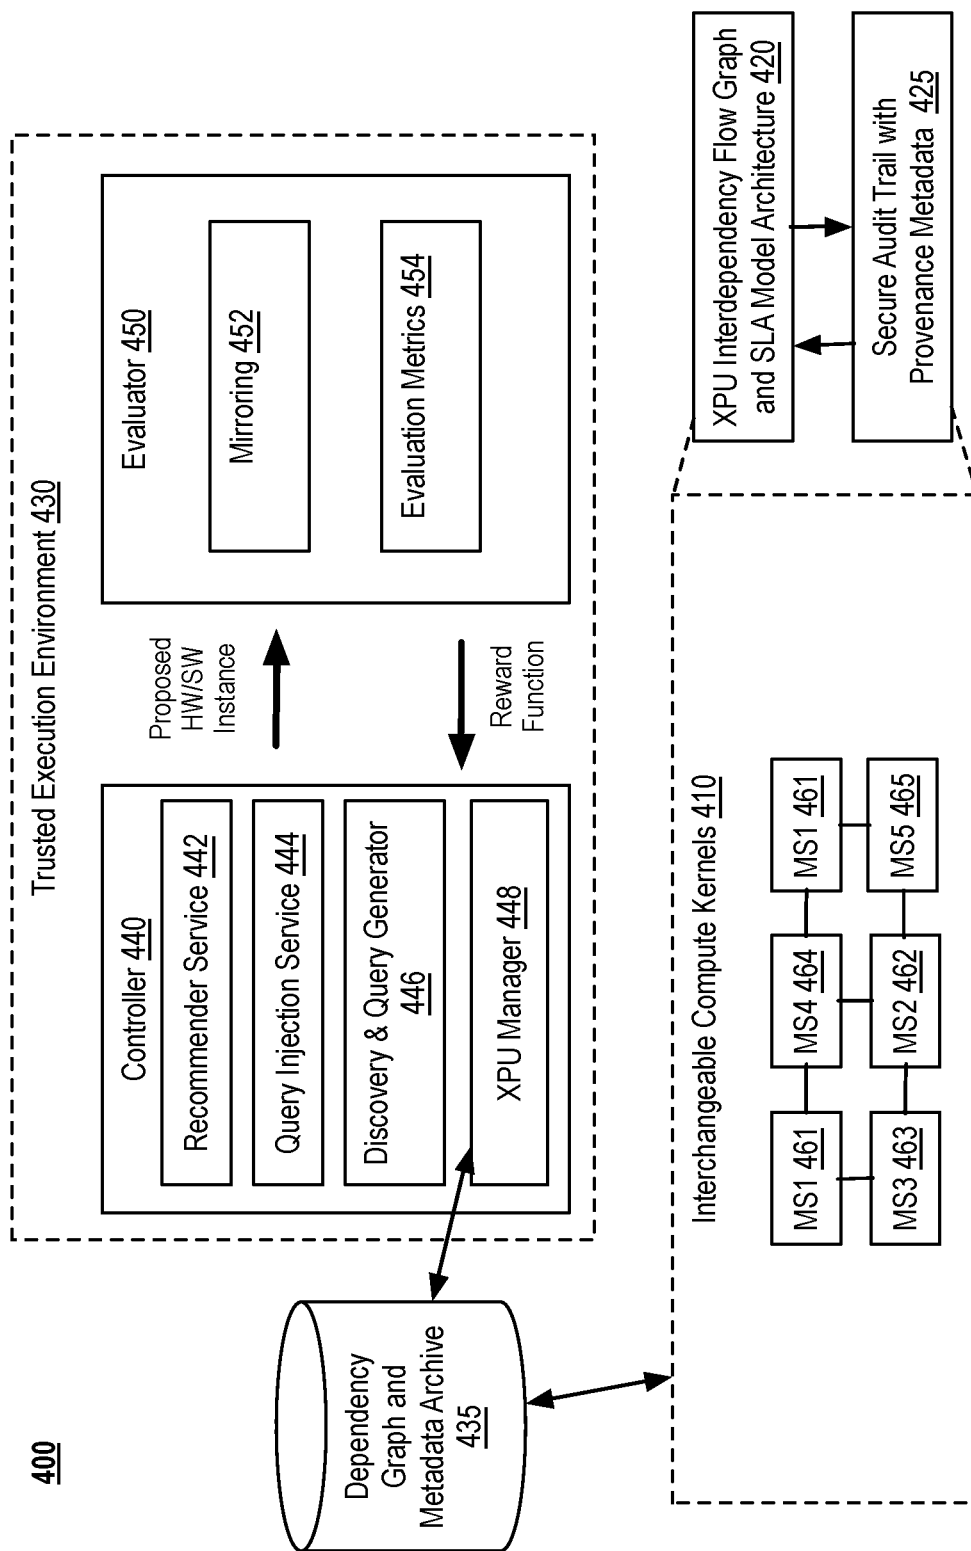 400
Trusted Execution Environment 430
Controller 440
Recommender Service 442
Query Injection Service 444
Discovery & Query Generator
446
XPU Manager 448
Proposed
HW/SW
Instance
Reward
Function
Evaluator 450
Mirroring 452
Evaluation Metrics 454
Dependency
Graph and
Metadata Archive
435
Interchangeable Compute Kernels 410
MS1 461
MS4 464
MS1 461
MS3 463
MS2 462
MS5 465
XPU Interdependency Flow Graph
and SLA Model Architecture 420
Secure Audit Trail with
Provenance Metadata 425